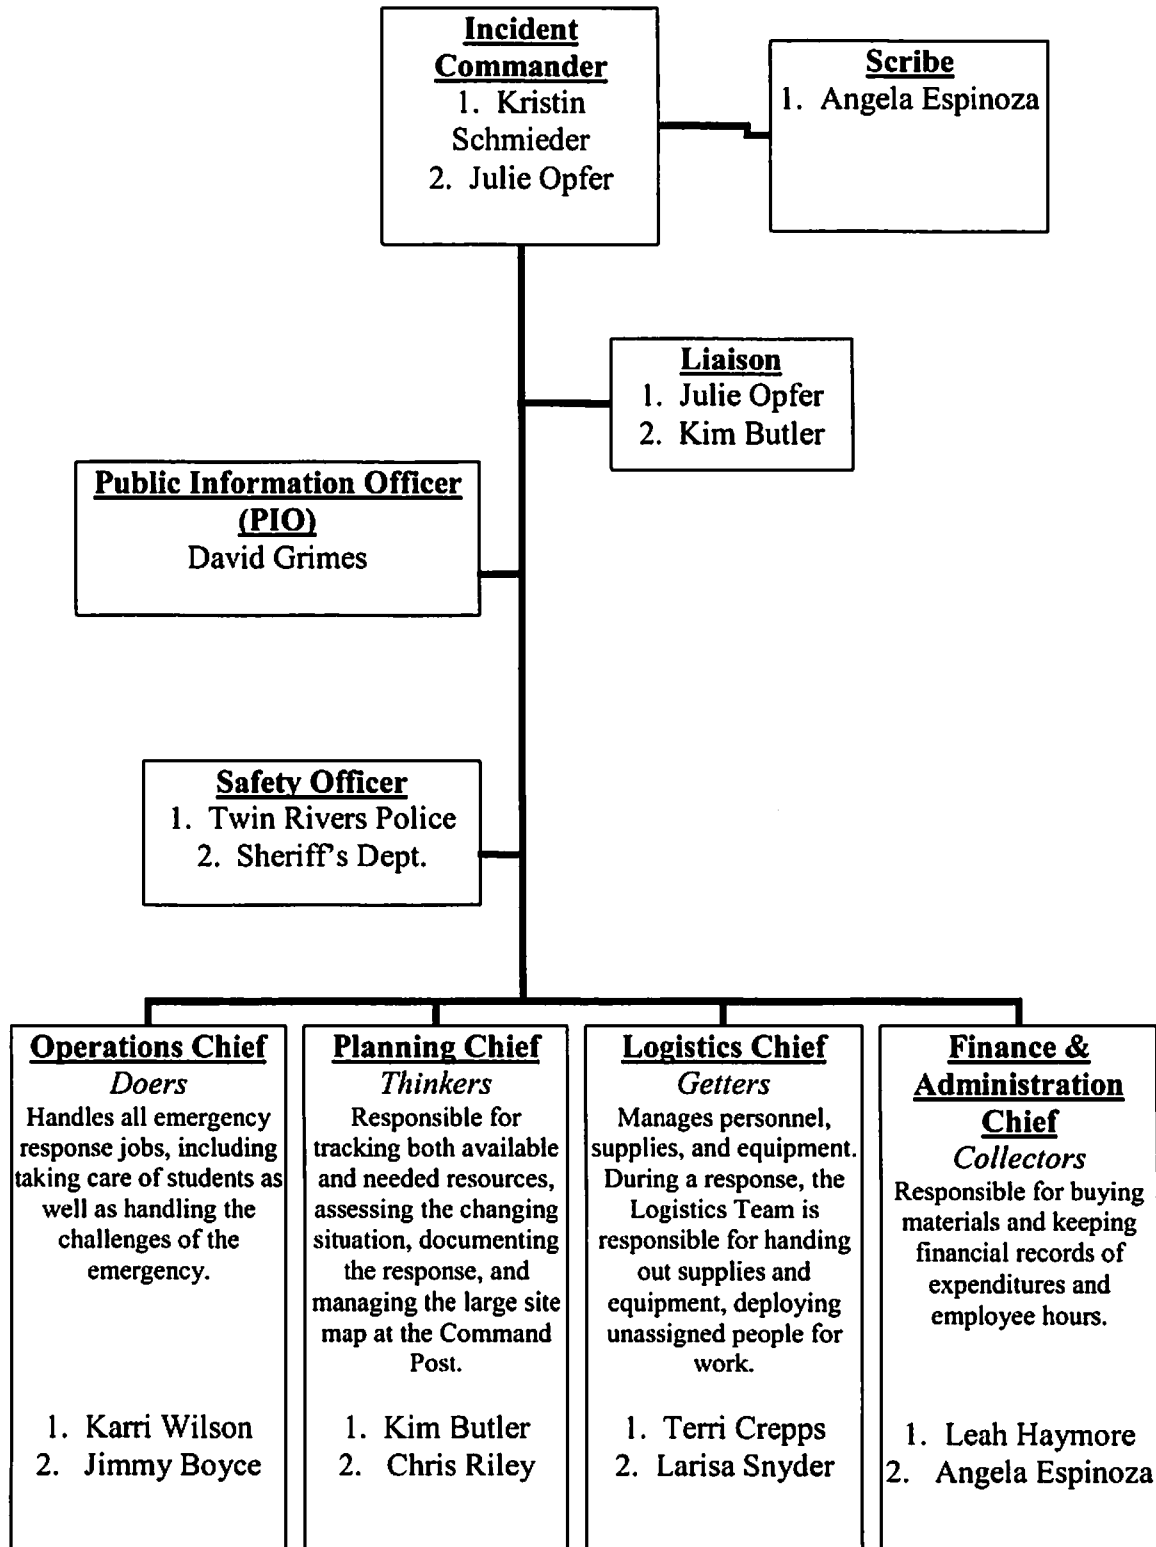 Incident
Commander
1. Kristin
Schmieder
2. Julie Opfer
Scribe
1. Angela Espinoza
Liaison
1. Julie Opfer
2. Kim Butler
Public Information Officer
(PIO)
David Grimes
Safety Officer
1. Twin Rivers Police
2. Sheriff's Dept.
Operations Chief
Doers
Handles all emergency
response jobs, including
taking care of students as
well as handling the
challenges of the
emergency.
1. Karri Wilson
2. Jimmy Boyce
Planning Chief
Thinkers
Responsible for
tracking both available
and needed resources,
assessing the changing
situation, documenting
the response, and
managing the large site
map at the Command
Post.
1. Kim Butler
2. Chris Riley
Logistics Chief
Getters
Manages personnel,
supplies, and equipment.
During a response, the
Logistics Team is
responsible for handing
out supplies and
equipment, deploying
unassigned people for
work.
1. Terri Crepps
2. Larisa Snyder
Finance &
Administration
Chief
Collectors
Responsible for buying
materials and keeping
financial records of
expenditures and
employee hours.
1. Leah Haymore
2. Angela Espinoza